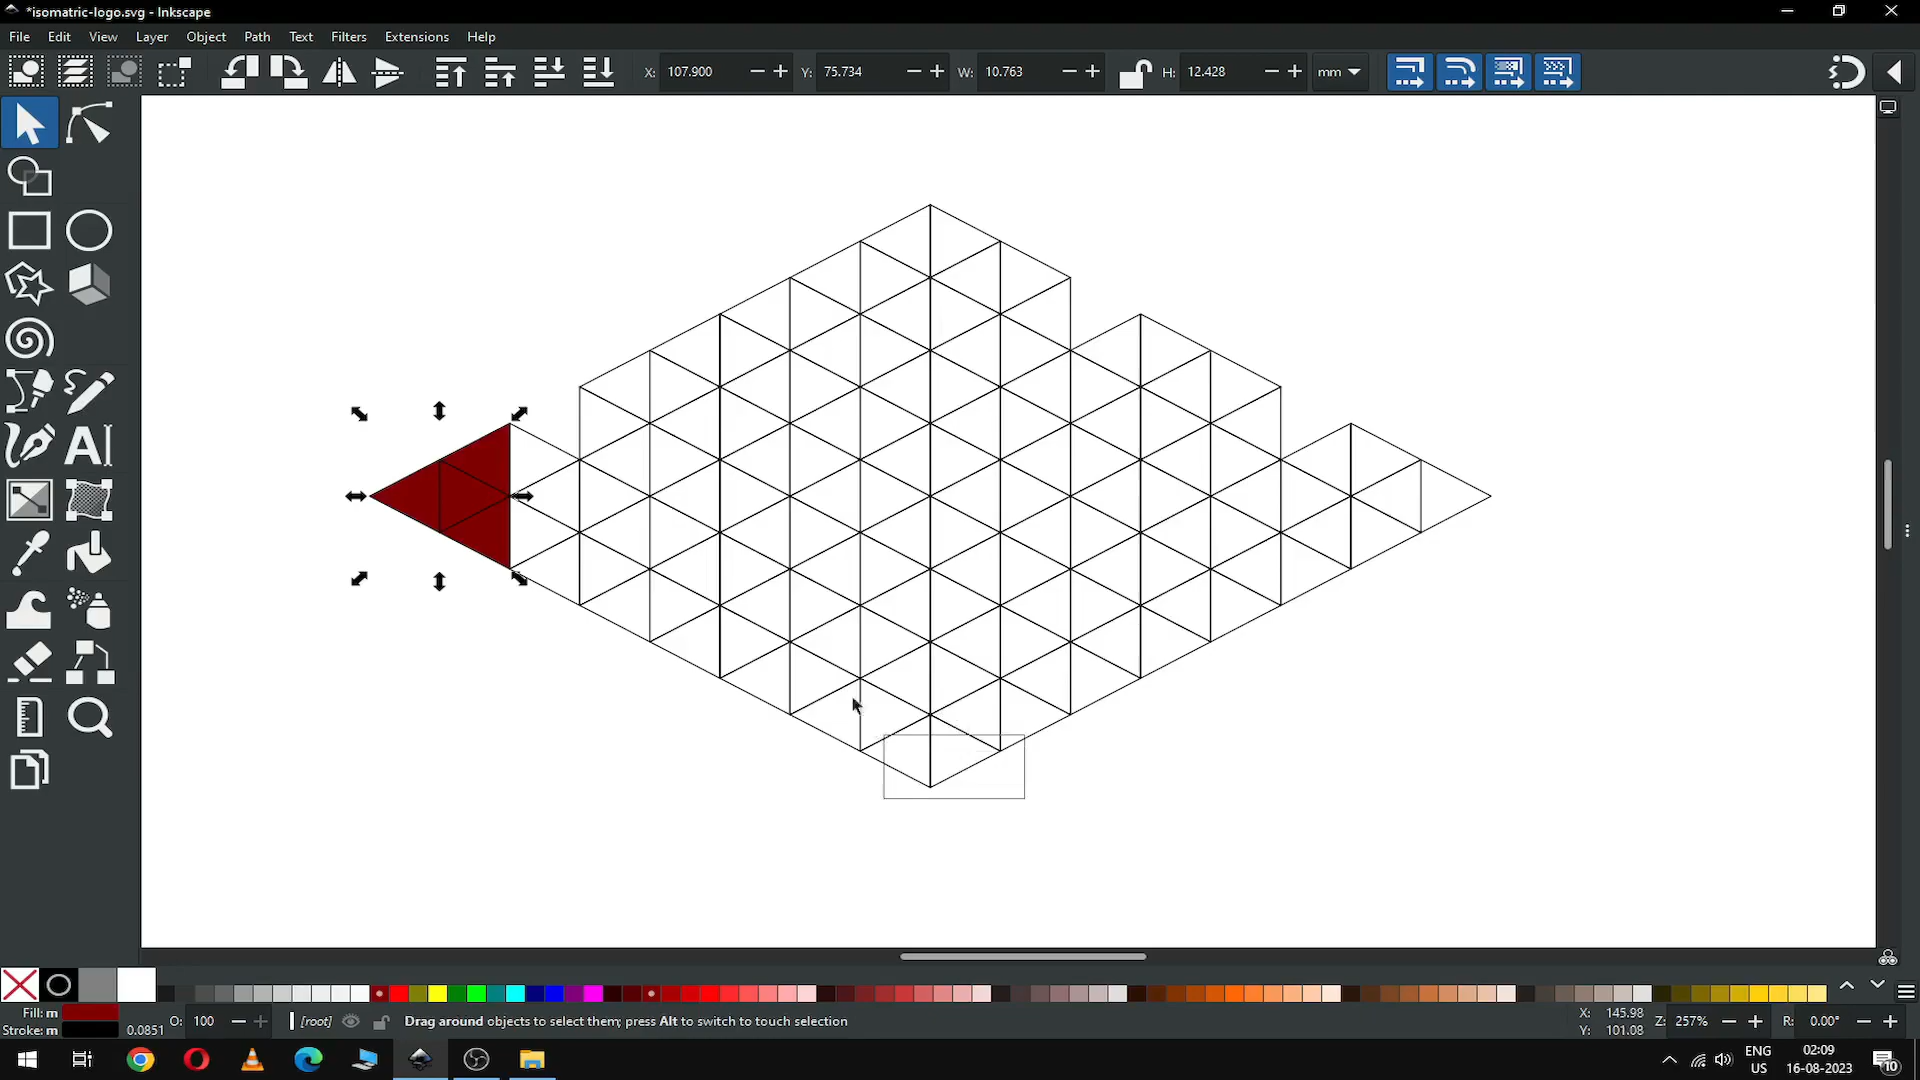 *isomatric-logo.svg - Inkscape
File Edit View Layer Object Path Text Filters Extensions Help
X: 107.900 Y: 75.734 W: 10.763 H: 12.428 mm
Fill: m O: 100 [root] Drag around objects to select them; press Alt to switch to touch selection X: 145.98 Z: 257% R: 0.00°
Stroke: m 0.0851 Y: 101.08
ENG 02:09
US 16-08-2023 10